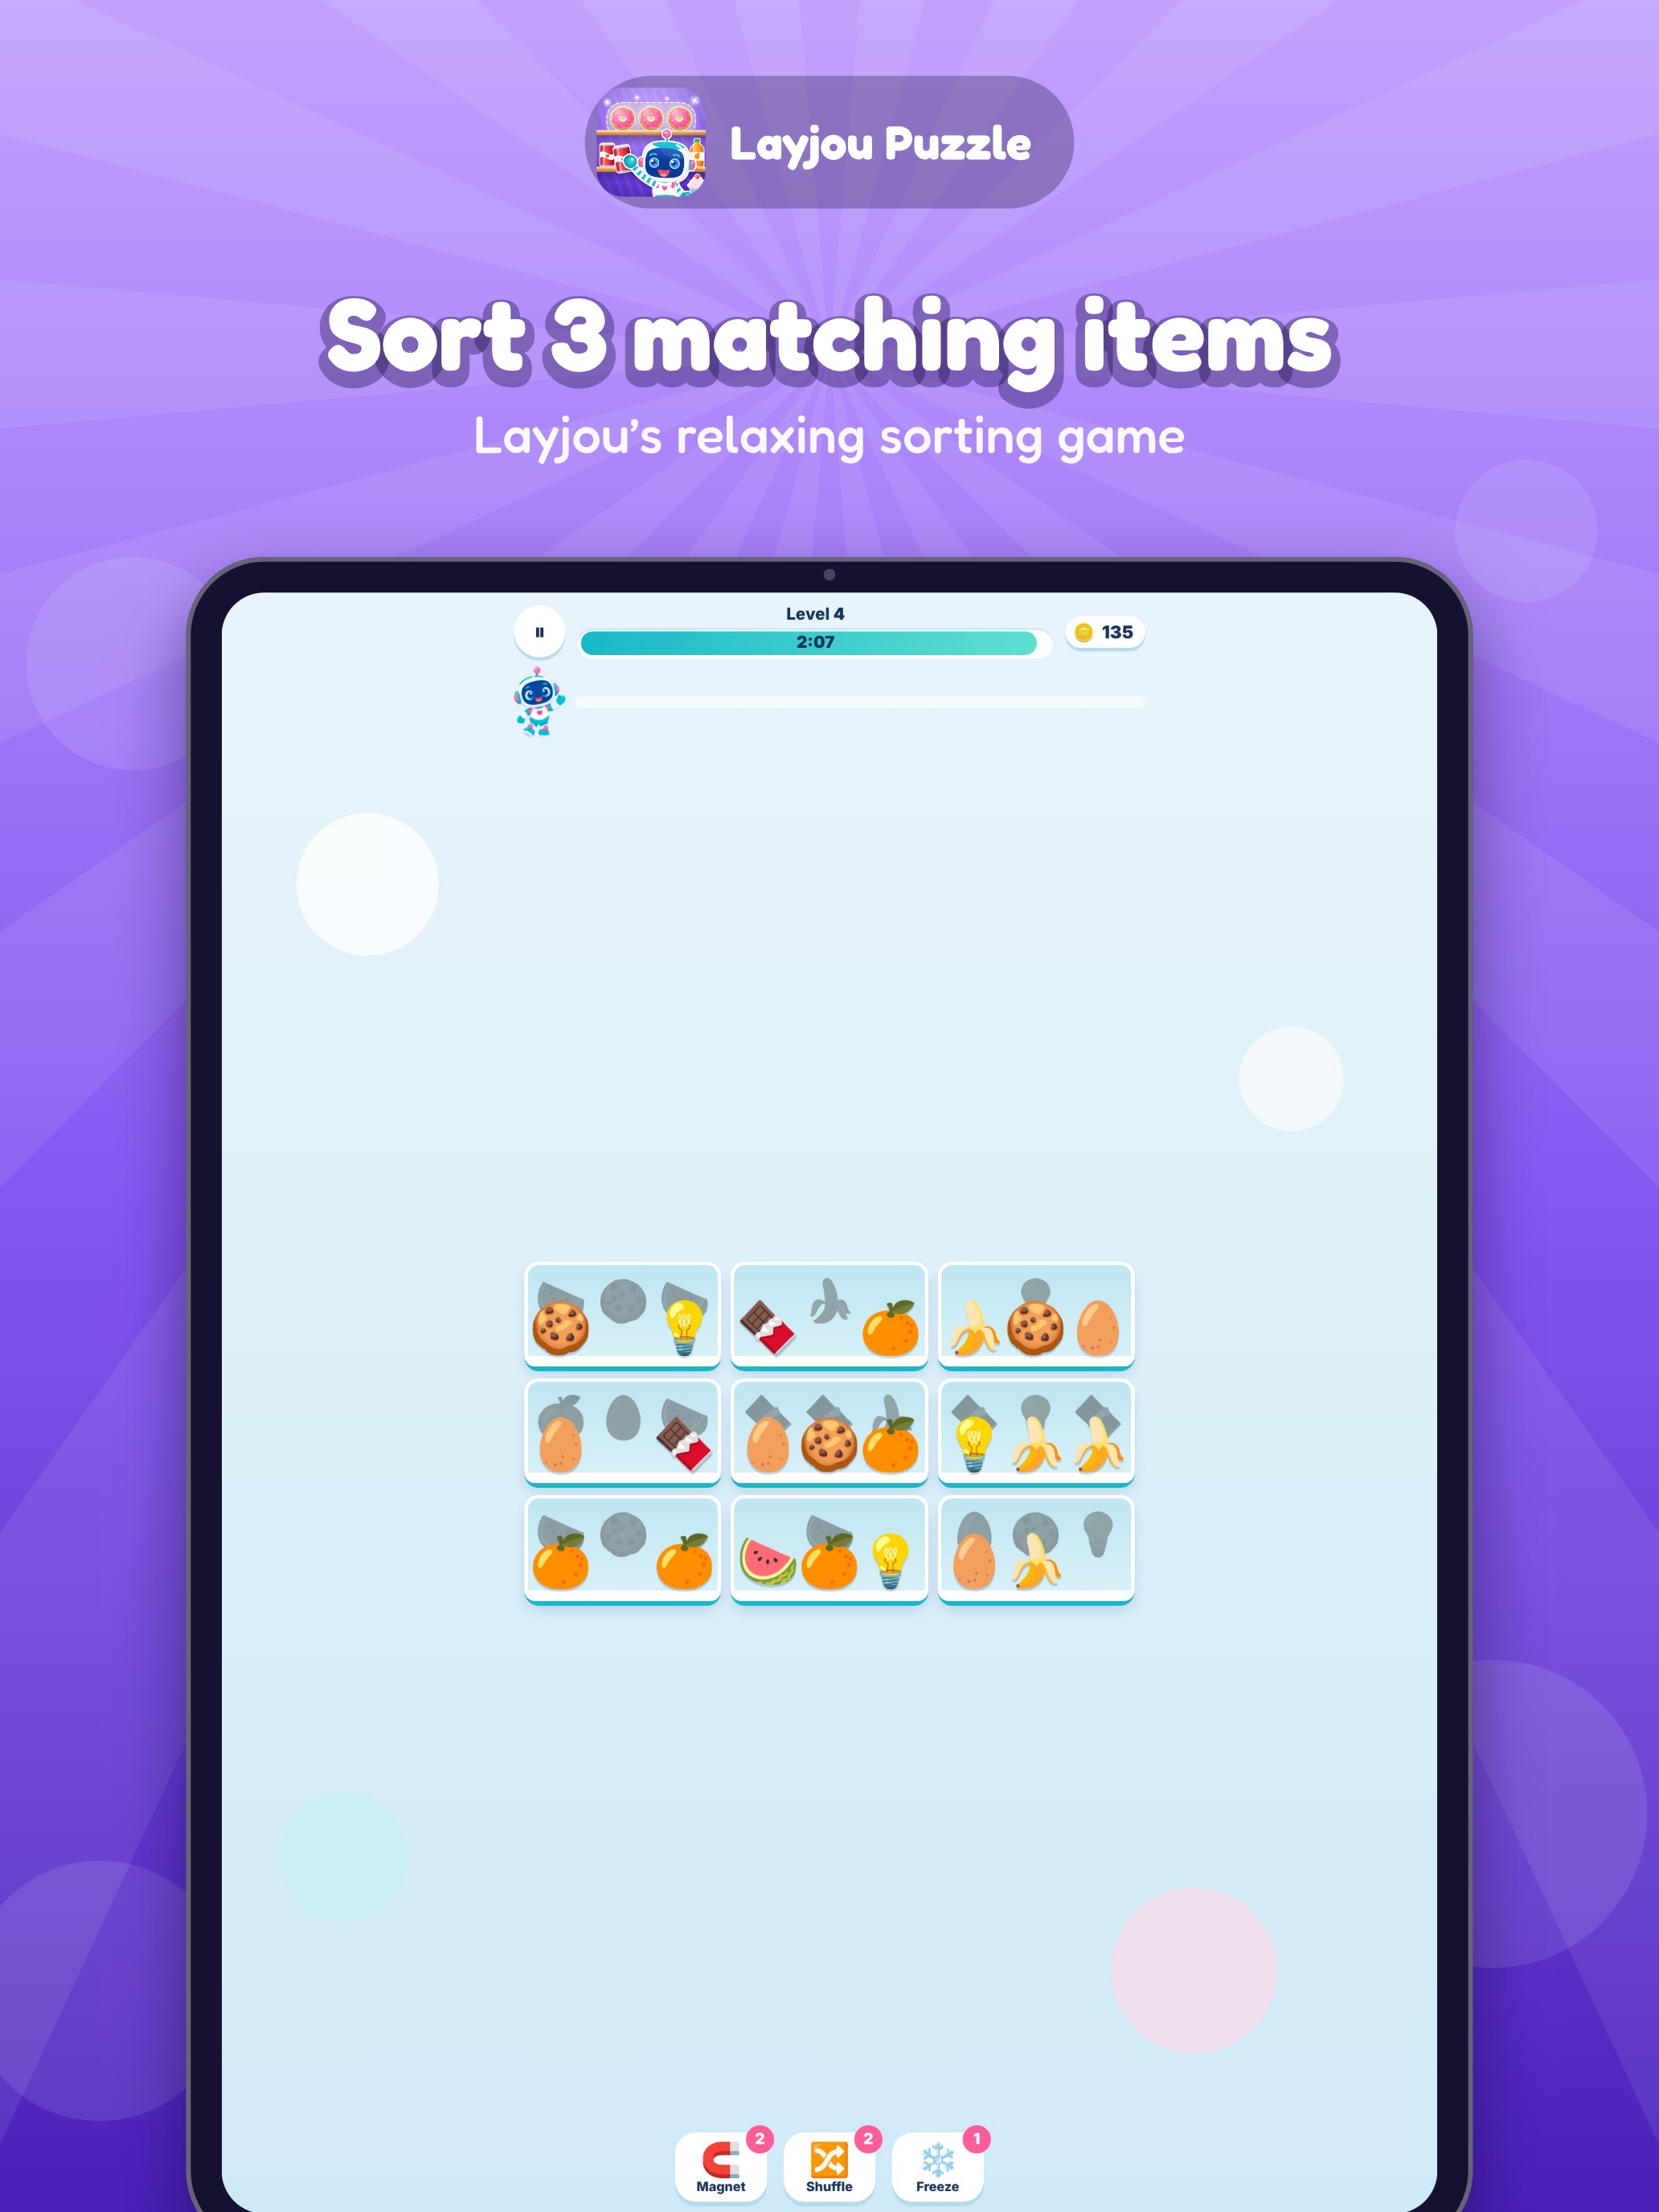 Layjou Puzzle
Sort 3 matching items
Layjou’s relaxing sorting game
Level 4
2:07
135
2
2
1
Magnet
Shuffle
Freeze